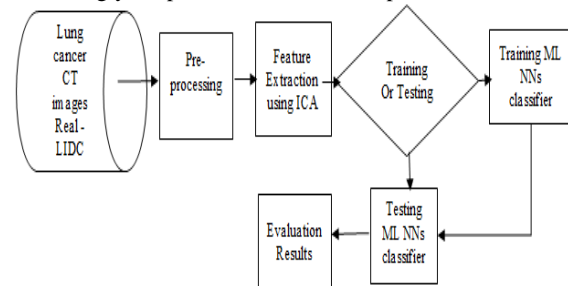 Lung
cancer
CT
images
Real -
LIDC
Pre-
processing
Feature
Extraction
using ICA
Training
Or Testing
Training ML
NNs
classifier
Testing
ML NNs
classifier
Evaluation
Results